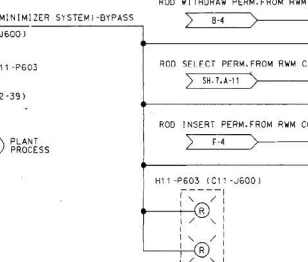 ROD WITHDRAW PERM.FROM RWM
MINIMIZER SYSTEM)-BYPASS
B-4
J600)
ROD SELECT PERM.FROM RWM C
11-P603
SH.7,A-11
2-39)
ROD INSERT PERM.FROM RWM C
PLANT
PROCESS
F-4
H11-P603 (C11-J600)
R
R